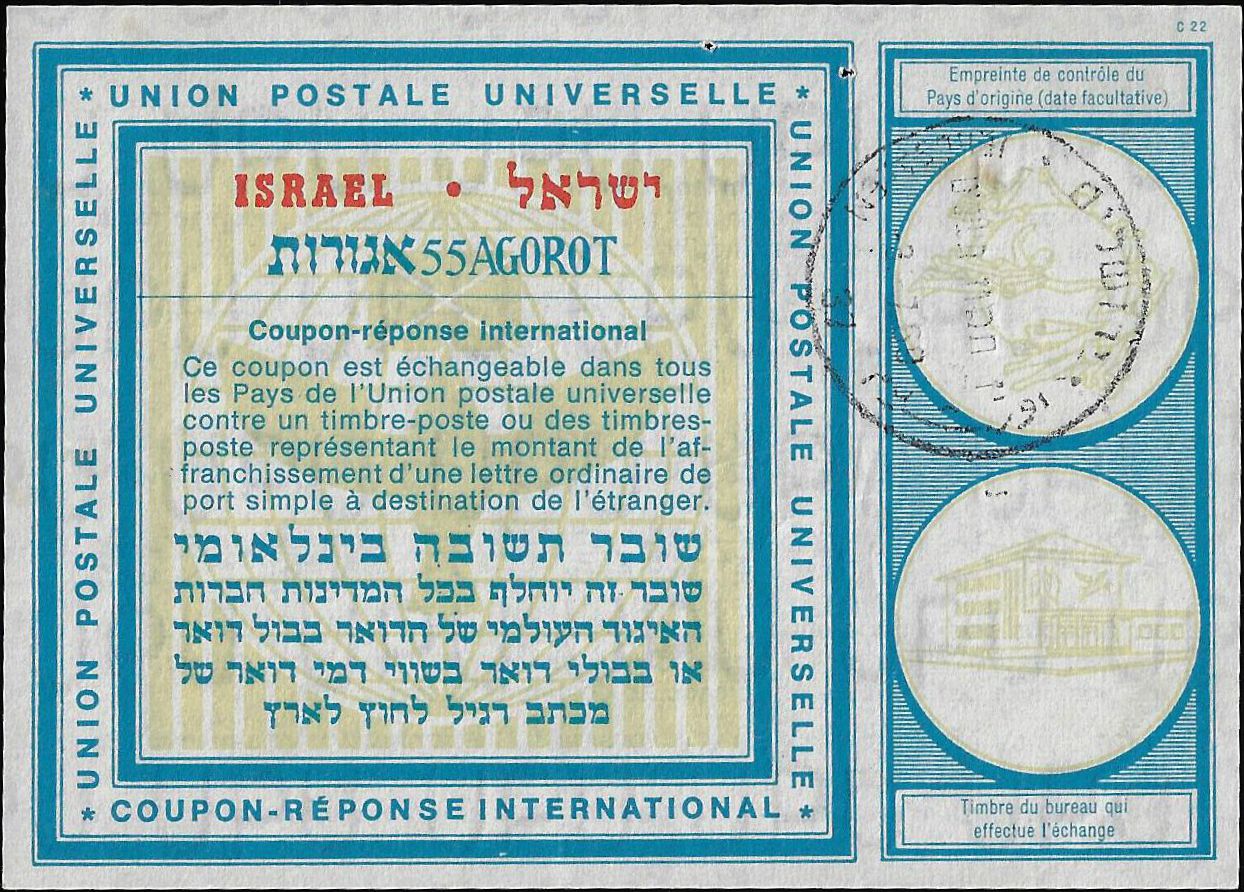 C 22
* UNION POSTALE UNIVERSELLE *
UNION POSTALE UNIVERSELLE
UNION POSTALE UNIVERSELLE
ISRAEL • ישראל
אגורות 55 AGOROT
Coupon-réponse international
Ce coupon est échangeable dans tous
les Pays de l'Union postale universelle
contre un timbre-poste ou des timbres-
poste représentant le montant de l'af-
franchissement d'une lettre ordinaire de
port simple à destination de l'étranger.
שובר תשובה בינלאומי
שובר זה יוחלף בכל המדינות חברות
האיגוד העולמי של הדואר בבול דואר
או בבולי דואר בשווי דמי דואר של
מכתב רגיל לחוץ לארץ
* COUPON-RÉPONSE INTERNATIONAL *
Empreinte de contrôle du
Pays d'origine (date facultative)
ירושלים
Timbre du bureau qui
effectue l'échange